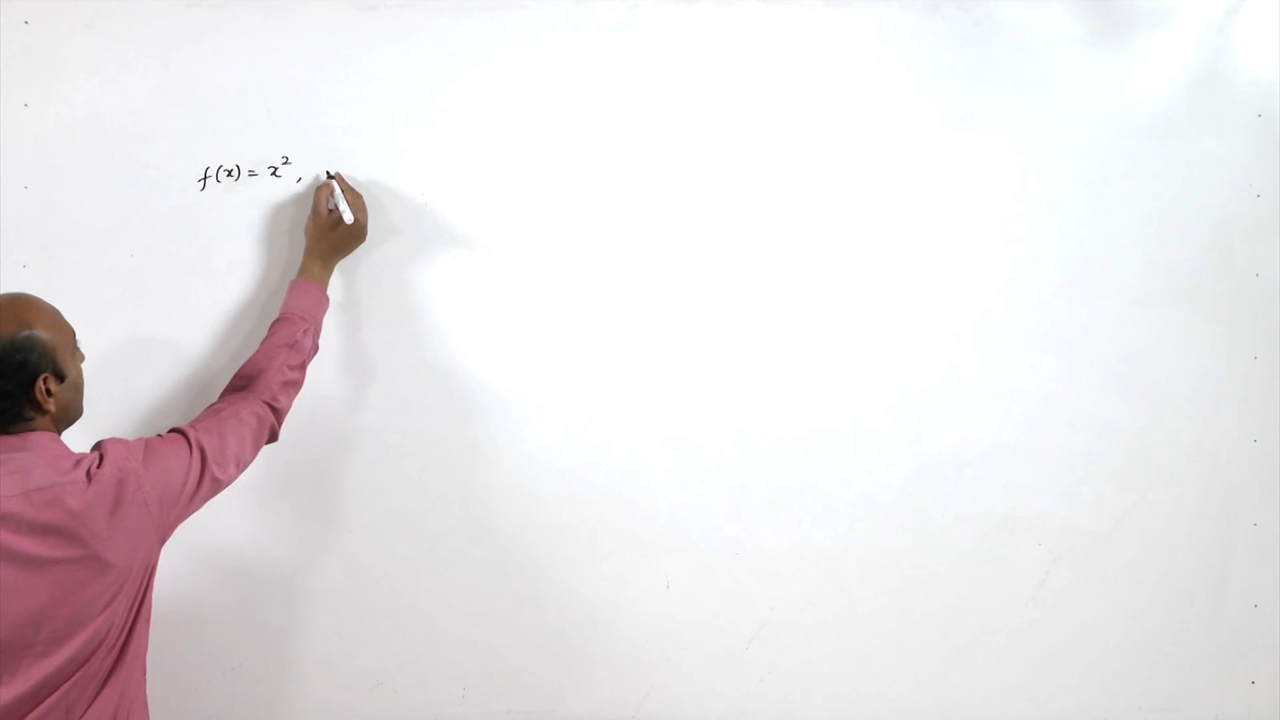 f(x) = x²,